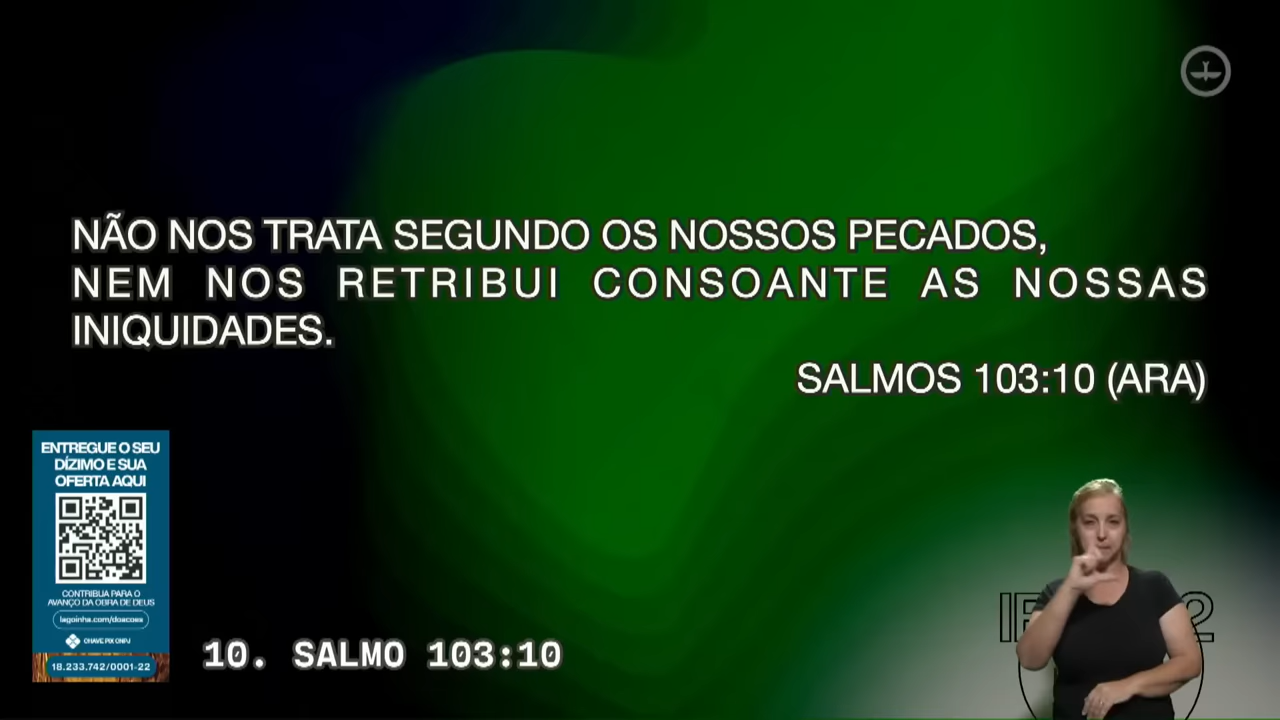 NÃO NOS TRATA SEGUNDO OS NOSSOS PECADOS,
NEM NOS RETRIBUI CONSOANTE AS NOSSAS
INIQUIDADES.
SALMOS 103:10 (ARA)
ENTREGUE O SEU
DÍZIMO E SUA
OFERTA AQUI
CONTRIBUA PARA O
AVANÇO DA OBRA DE DEUS
lagoinha.com/doacoes
CHAVE PIX CNPJ
18.233.742/0001-22
10. SALMO 103:10